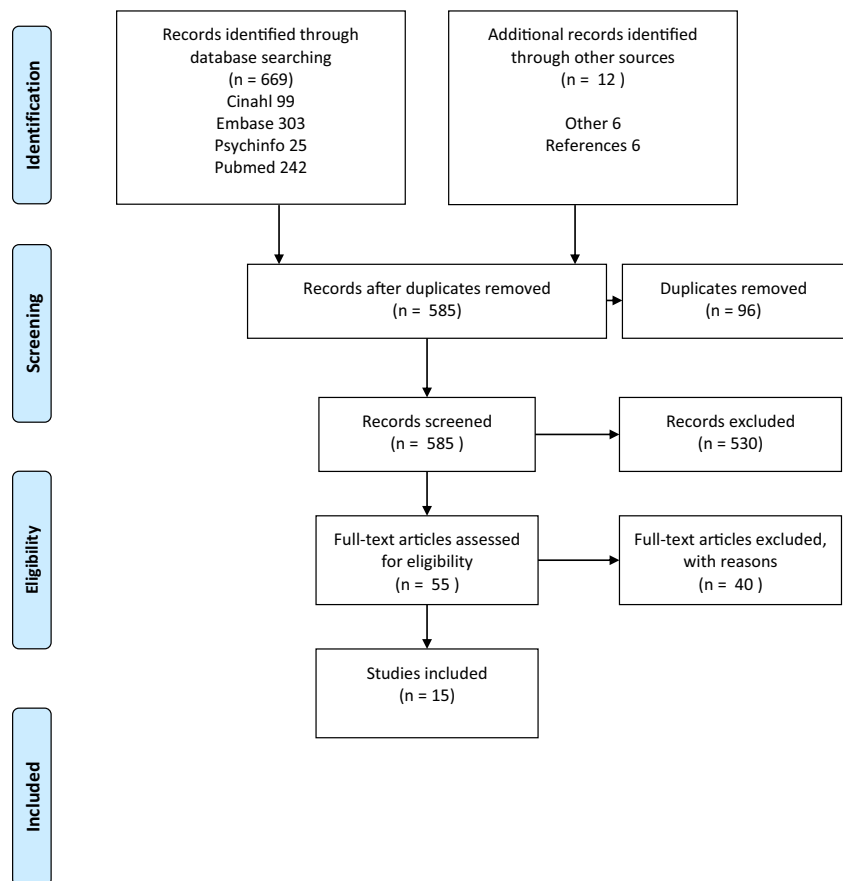 Identification
Records identified through
database searching
(n = 669)
Cinahl 99
Embase 303
Psychinfo 25
Pubmed 242
Additional records identified
through other sources
(n = 12 )
Other 6
References 6
Screening
Records after duplicates removed
(n = 585)
Duplicates removed
(n = 96)
Records screened
(n = 585 )
Records excluded
(n = 530)
Eligibility
Full-text articles assessed
for eligibility
(n = 55 )
Full-text articles excluded,
with reasons
(n = 40 )
Studies included
(n = 15)
Included